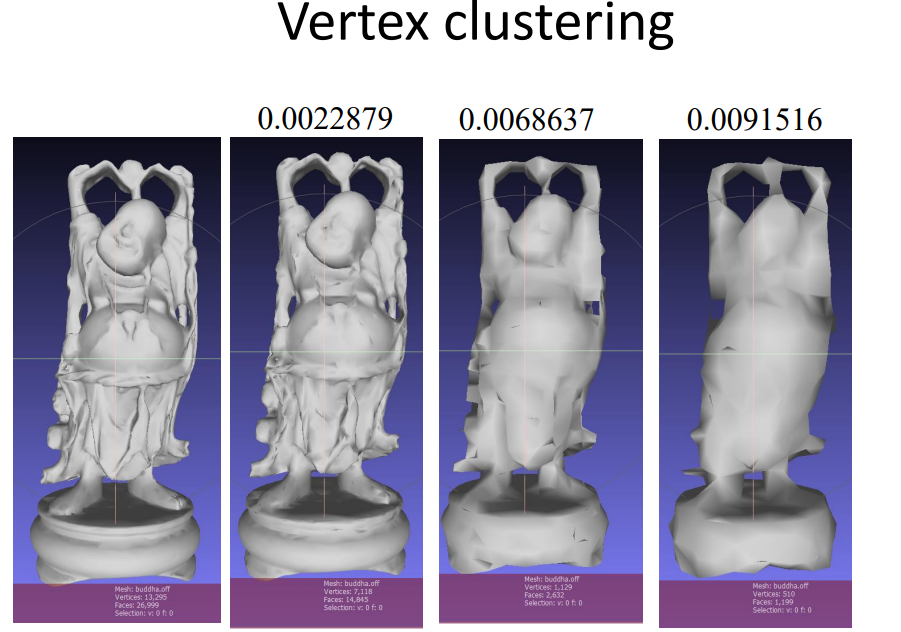 Vertex clustering
0.0022879
0.0068637
0.0091516
Mesh: buddha.off
Vertices: 13,295
Faces: 26,999
Selection: v: 0 f: 0
Mesh: buddha.off
Vertices: 7,118
Faces: 14,845
Selection: v: 0 f: 0
Mesh: buddha.off
Vertices: 1,129
Faces: 2,632
Selection: v: 0 f: 0
Mesh: buddha.off
Vertices: 510
Faces: 1,199
Selection: v: 0 f: 0